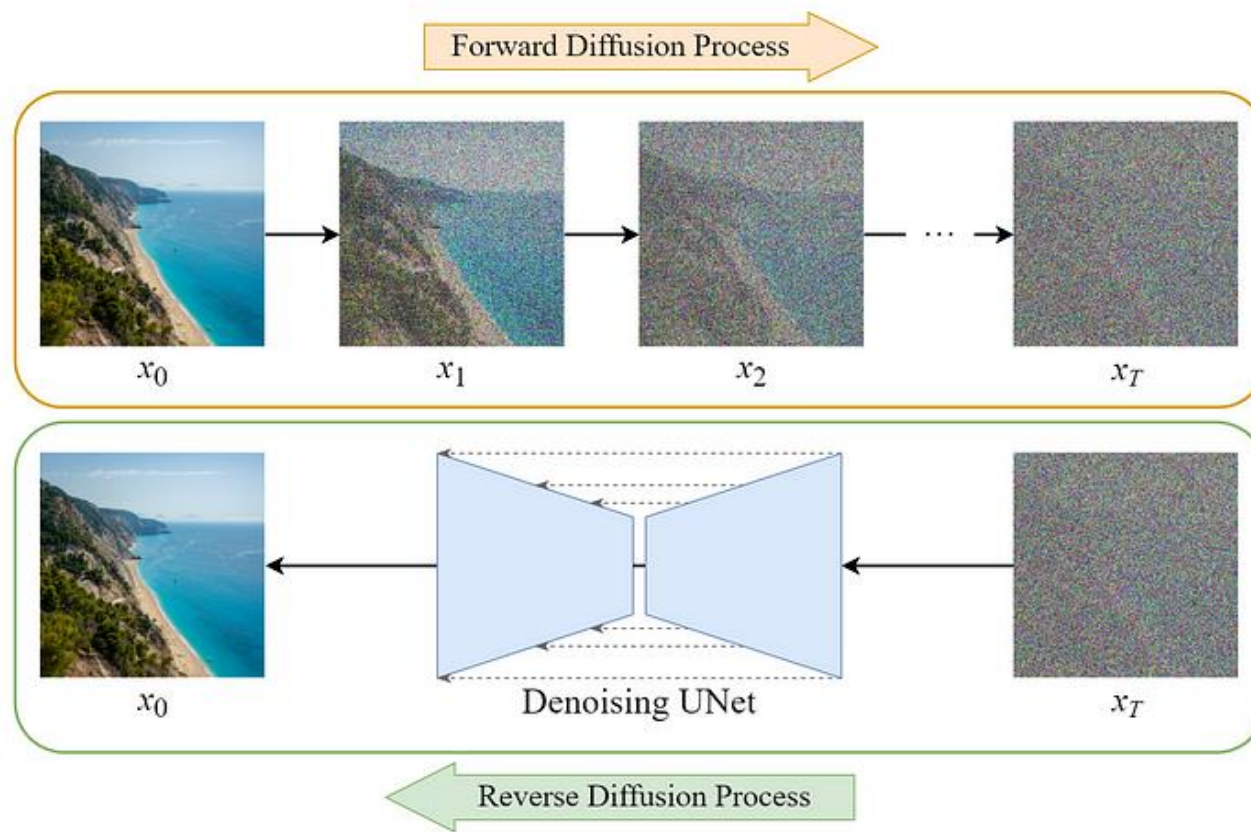 Forward Diffusion Process
...
x0
x1
x2
xT
Denoising UNet
x0
xT
Reverse Diffusion Process